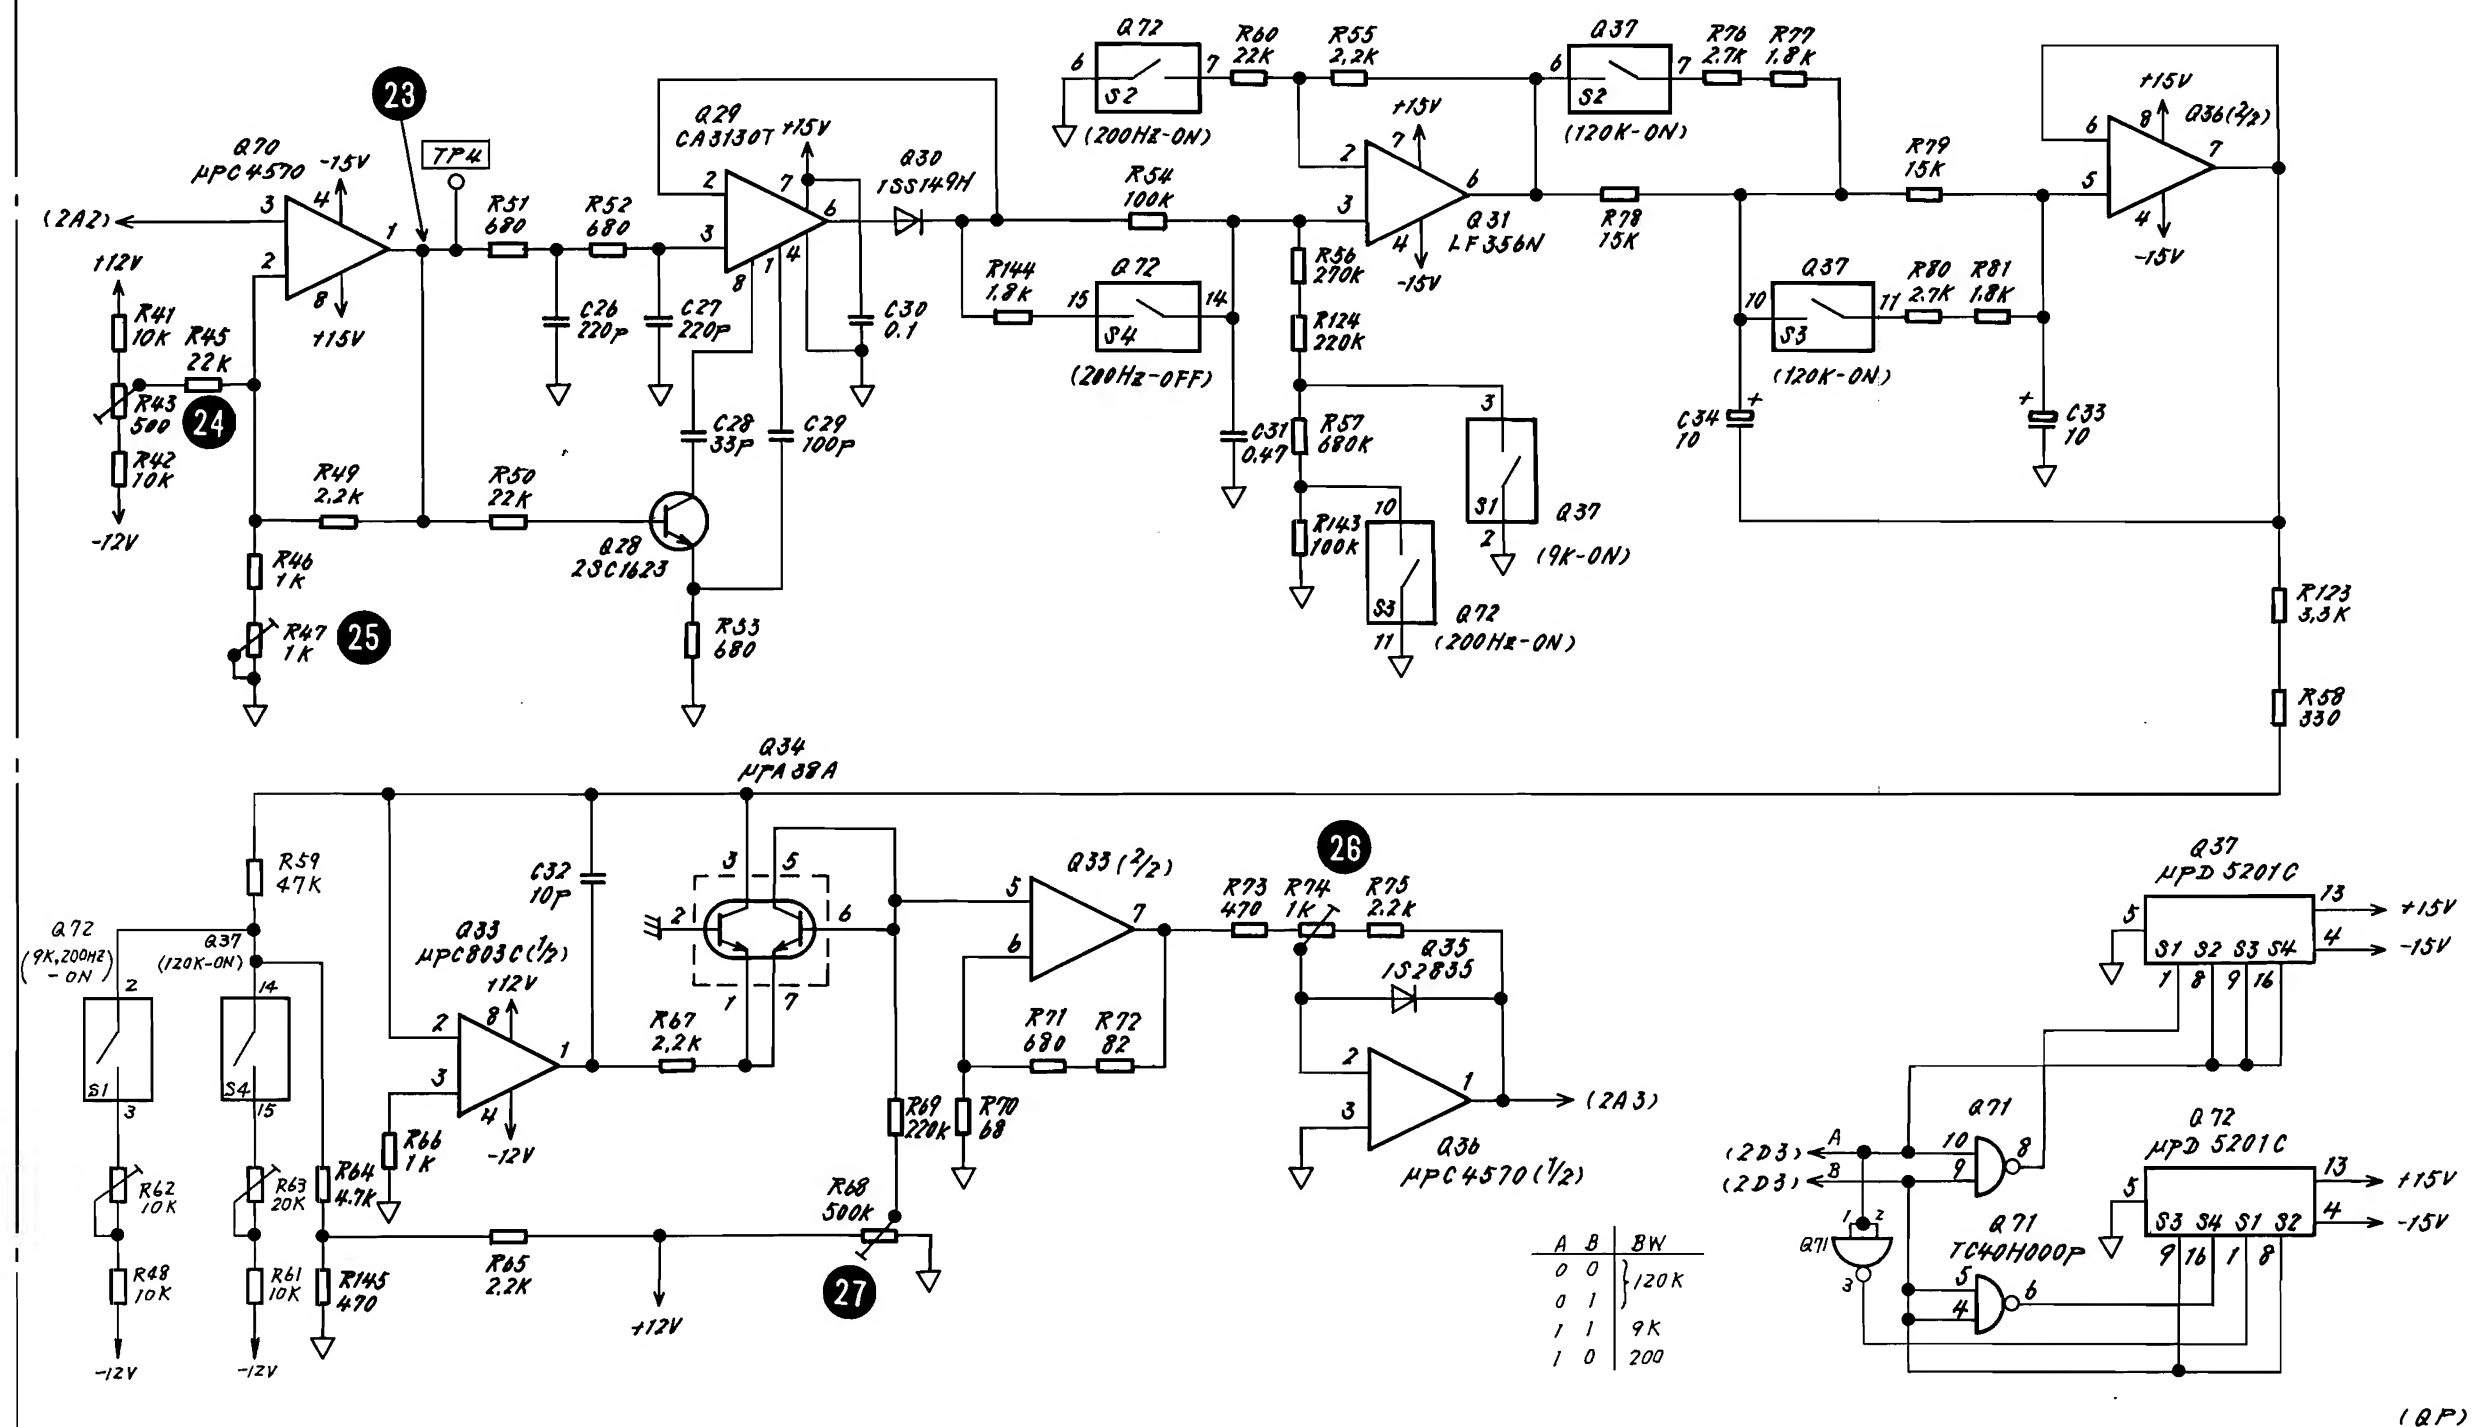 Q72
R60
22K
R55
2.2K
Q37
R76
2.7K
R77
1.8K
6
7
S2
(200Hz-ON)
6
7
S2
(120K-ON)
23
TP4
Q70
μPC4570
-15V
4
3
(2A2)
1
2
8
+15V
R51
680
R52
680
C26
220P
C27
220P
Q29
CA3130T
+15V
2
7
3
6
8
1
4
Q30
1SS149H
C30
0.1
R54
100K
R144
1.8K
Q72
15
14
S4
(200Hz-OFF)
C31
0.47
+15V
7
2
3
6
4
-15V
Q31
LF356N
R56
270K
R124
220K
R57
680K
R143
100K
3
S1
2
Q37
(9K-ON)
10
S3
11
Q72
(200Hz-ON)
R78
15K
R79
15K
Q37
10
11
S3
(120K-ON)
R80
2.7K
R81
1.8K
C34
10
+
C33
10
+
+15V
8
Q36(2/2)
6
5
7
4
-15V
R123
3.3K
R58
330
+12V
R41
10K
R45
22K
R43
500
24
R42
10K
-12V
R49
2.2K
R50
22K
C28
33P
C29
100P
Q28
2SC1623
R46
1K
R47
1K
25
R53
680
Q34
μPA38A
3
5
2
6
1
7
R59
47K
C32
10P
Q72
(9K,200HZ
-ON)
Q37
(120K-ON)
2
S1
3
14
S4
15
Q33
μPC803C(1/2)
+12V
8
2
3
1
4
-12V
R67
2.2K
R66
1K
R62
10K
R63
20K
R64
4.7K
R48
10K
R61
10K
R145
470
-12V
-12V
R65
2.2K
+12V
R68
500K
27
R69
220K
R70
68
Q33(2/2)
5
6
7
R71
680
R72
82
26
R73
470
R74
1K
R75
2.2K
Q35
1S2835
2
3
1
(2A3)
Q36
μPC4570(1/2)
Q37
μPD 5201C
13
+15V
5
4
-15V
S1 S2 S3 S4
1 8 9 16
Q71
(2D3)
A
10
8
(2D3)
B
9
Q72
μPD 5201C
13
+15V
5
4
-15V
S3 S4 S1 S2
9 16 1 8
Q71
1 2
3
Q71
TC40H000P
5
4
6
A B BW
0 0
120K
0 1
1 1 9K
1 0 200
(QP)